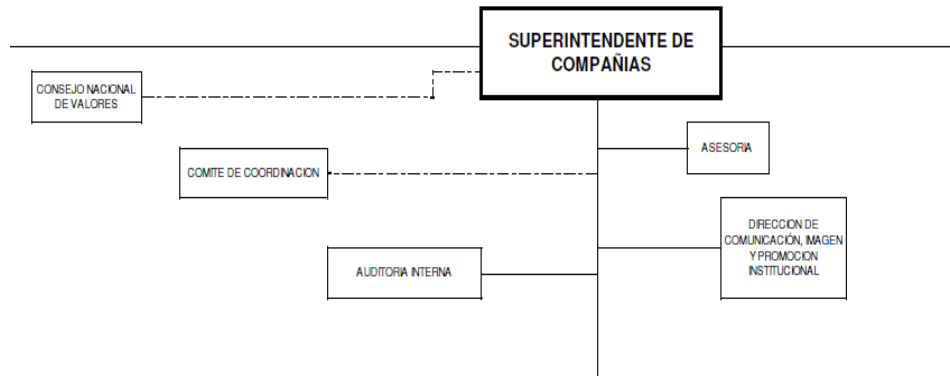 SUPERINTENDENTE DE
COMPAÑIAS
CONSEJO NACIONAL
DE VALORES
ASESORIA
COMITE DE COORDINACION
DIRECCION DE
COMUNICACIÓN, IMAGEN
Y PROMOCION
INSTITUCIONAL
AUDITORIA INTERNA